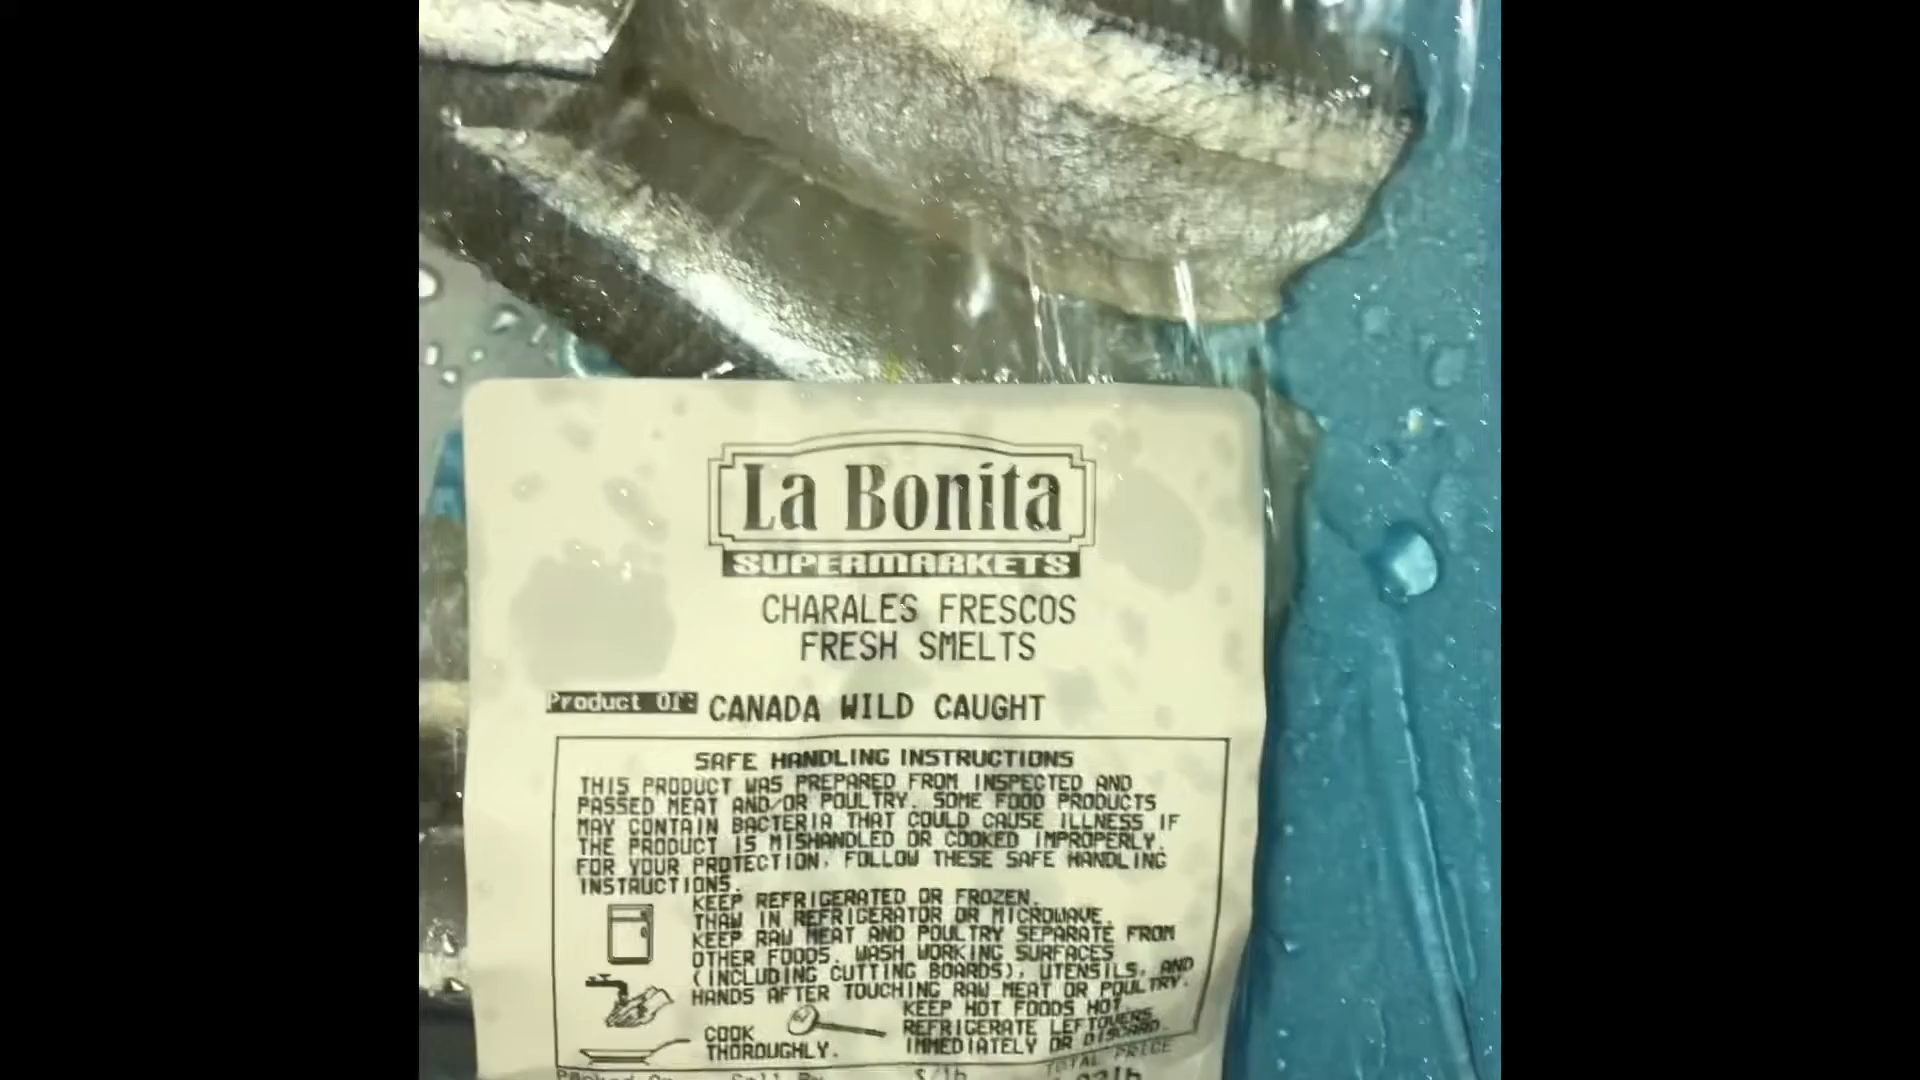 La Bonita
SUPERMARKETS
CHARALES FRESCOS
FRESH SMELTS
Product Of: CANADA WILD CAUGHT
SAFE HANDLING INSTRUCTIONS
THIS PRODUCT WAS PREPARED FROM INSPECTED AND
PASSED MEAT AND/OR POULTRY. SOME FOOD PRODUCTS
MAY CONTAIN BACTERIA THAT COULD CAUSE ILLNESS IF
THE PRODUCT IS MISHANDLED OR COOKED IMPROPERLY.
FOR YOUR PROTECTION, FOLLOW THESE SAFE HANDLING
INSTRUCTIONS.
KEEP REFRIGERATED OR FROZEN.
THAW IN REFRIGERATOR OR MICROWAVE.
KEEP RAW MEAT AND POULTRY SEPARATE FROM
OTHER FOODS. WASH WORKING SURFACES
(INCLUDING CUTTING BOARDS), UTENSILS, AND
HANDS AFTER TOUCHING RAW MEAT OR POULTRY.
COOK
THOROUGHLY.
KEEP HOT FOODS HOT.
REFRIGERATE LEFTOVERS
IMMEDIATELY OR DISCARD.
TOTAL PRICE
$/lb